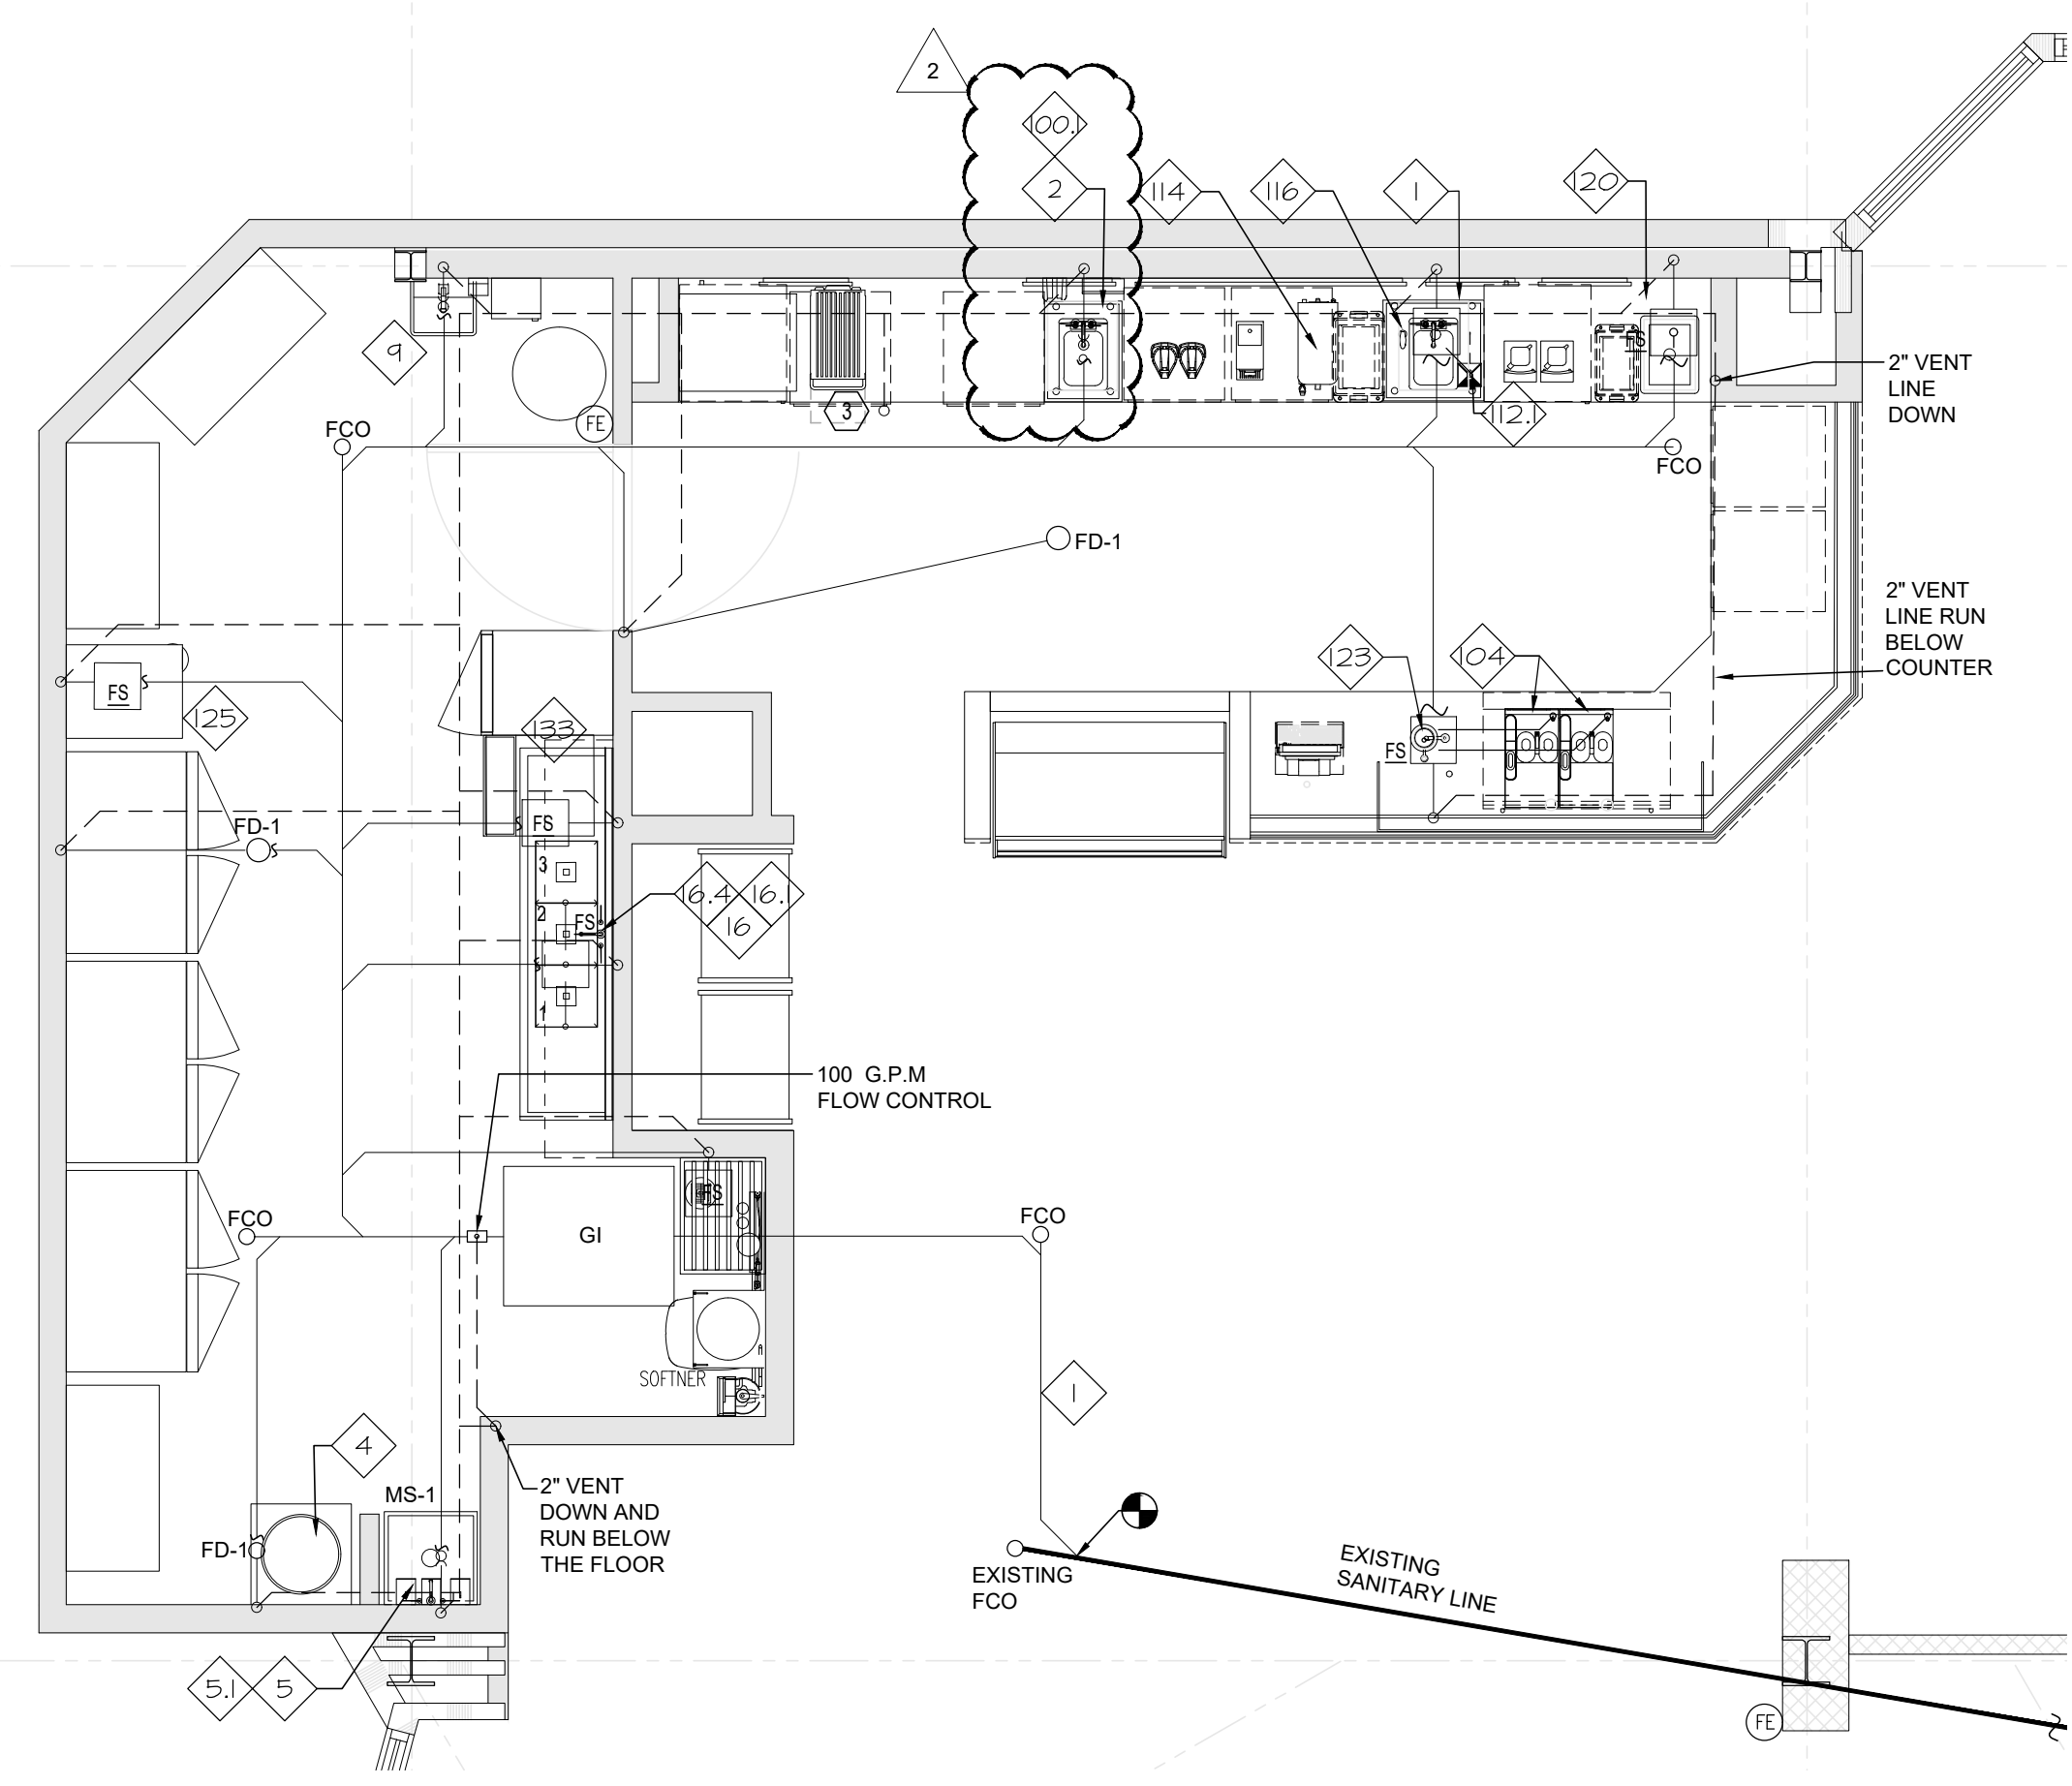 2
100.1
2
114
116
1
120
9
3
FE
112.1
2" VENT
LINE
DOWN
FCO
FCO
FD-1
2" VENT
LINE RUN
BELOW
COUNTER
123
104
FS
125
133
FS
FS
FD-1
3
16.4
16.1
2
FS
16
1
100 G.P.M
FLOW CONTROL
FS
FCO
GI
FCO
SOFTNER
1
4
MS-1
2" VENT
DOWN AND
RUN BELOW
THE FLOOR
FD-1
EXISTING
FCO
EXISTING
SANITARY LINE
5.1
5
FE